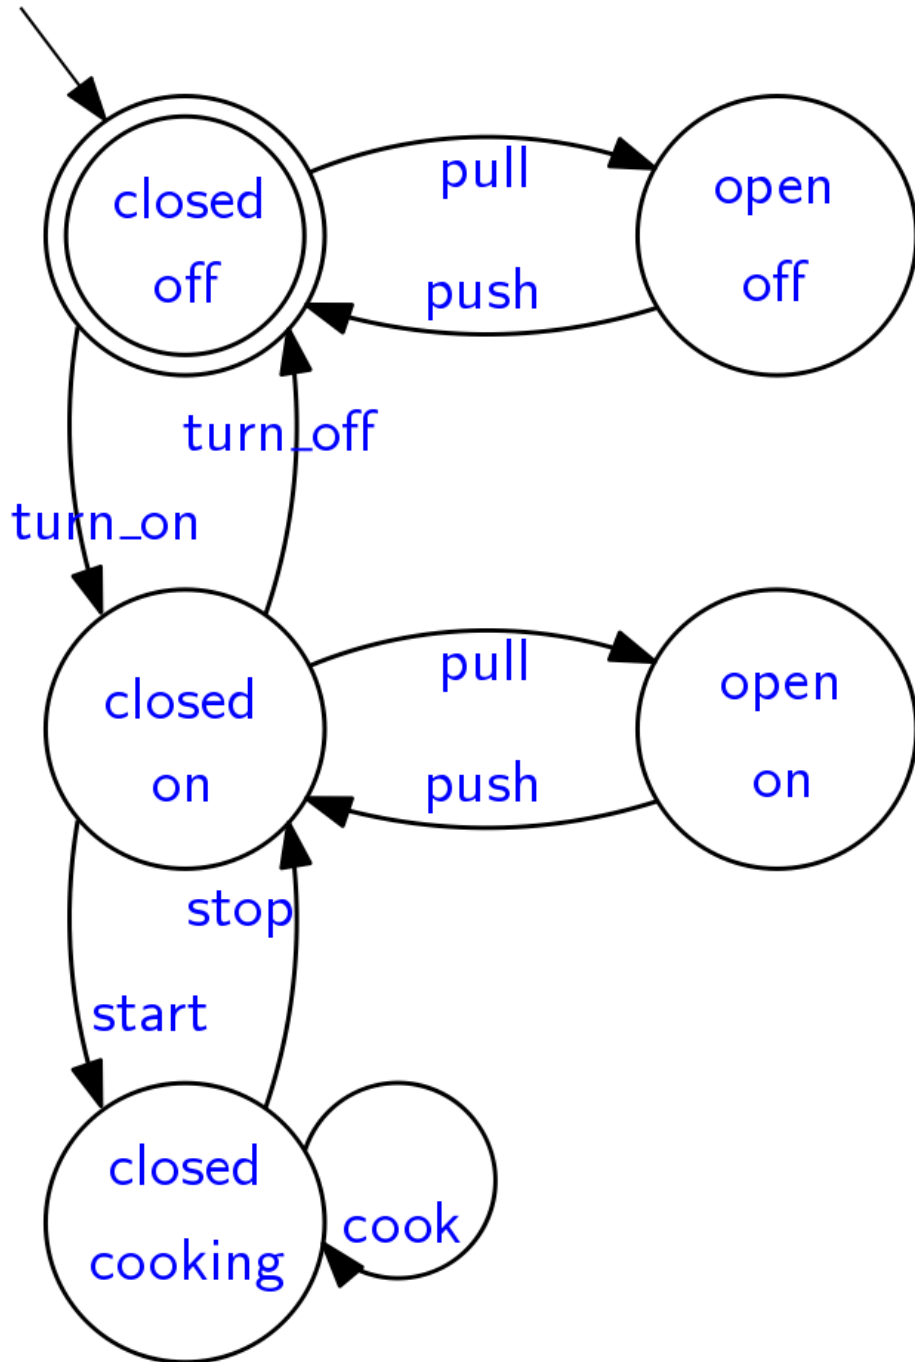 closed
off
pull
push
open
off
turn_off
turn_on
closed
on
pull
push
open
on
stop
start
closed
cooking
cook